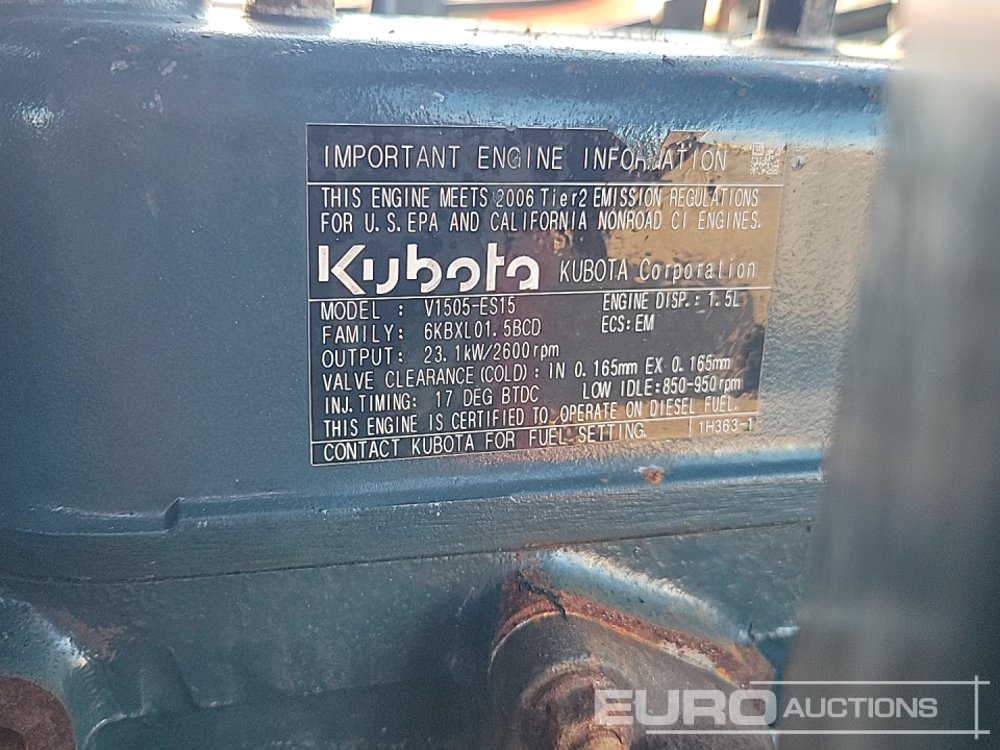 IMPORTANT ENGINE INFORMATION
THIS ENGINE MEETS 2006 Tier2 EMISSION REGULATIONS
FOR U.S.EPA AND CALIFORNIA NONROAD CI ENGINES.
Kubota KUBOTA Corporation
MODEL : V1505-ES15 ENGINE DISP.: 1.5L
FAMILY: 6KBXL01.5BCD ECS:EM
OUTPUT: 23.1kW/2600rpm
VALVE CLEARANCE(COLD): IN 0.165mm EX 0.165mm
INJ.TIMING: 17 DEG BTDC LOW IDLE:850-950rpm
THIS ENGINE IS CERTIFIED TO OPERATE ON DIESEL FUEL.
CONTACT KUBOTA FOR FUEL SETTING. 1H363-1
EURO AUCTIONS